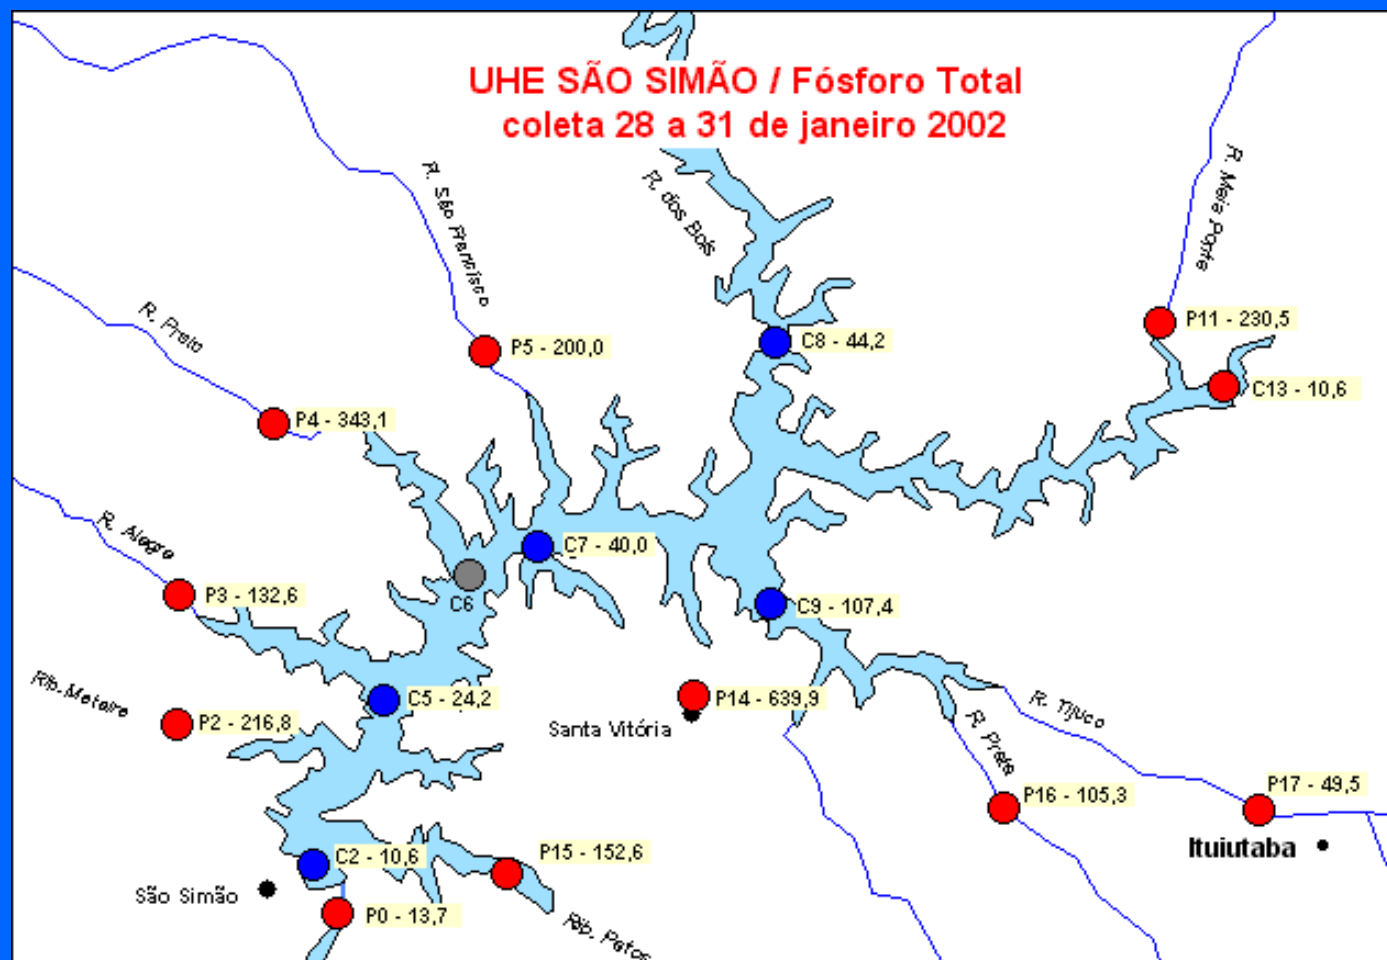 UHE SÃO SIMÃO / Fósforo Total
coleta 28 a 31 de janeiro 2002
R. São Francisco
R. dos Bois
R. Meia Ponte
R. Preto
P11 - 230,5
P5 - 200,0
C8 - 44,2
C13 - 10,6
P4 - 343,1
R. Alegre
C7 - 40,0
P3 - 132,6
C6
C9 - 107,4
Rib. Mateira
C5 - 24,2
P14 - 639,9
P2 - 216,8
Santa Vitória
R. Tijuco
R. Prata
P17 - 49,5
P16 - 105,3
Ituiutaba
C2 - 10,6
P15 - 152,6
São Simão
P0 - 13,7
Rib. Patos